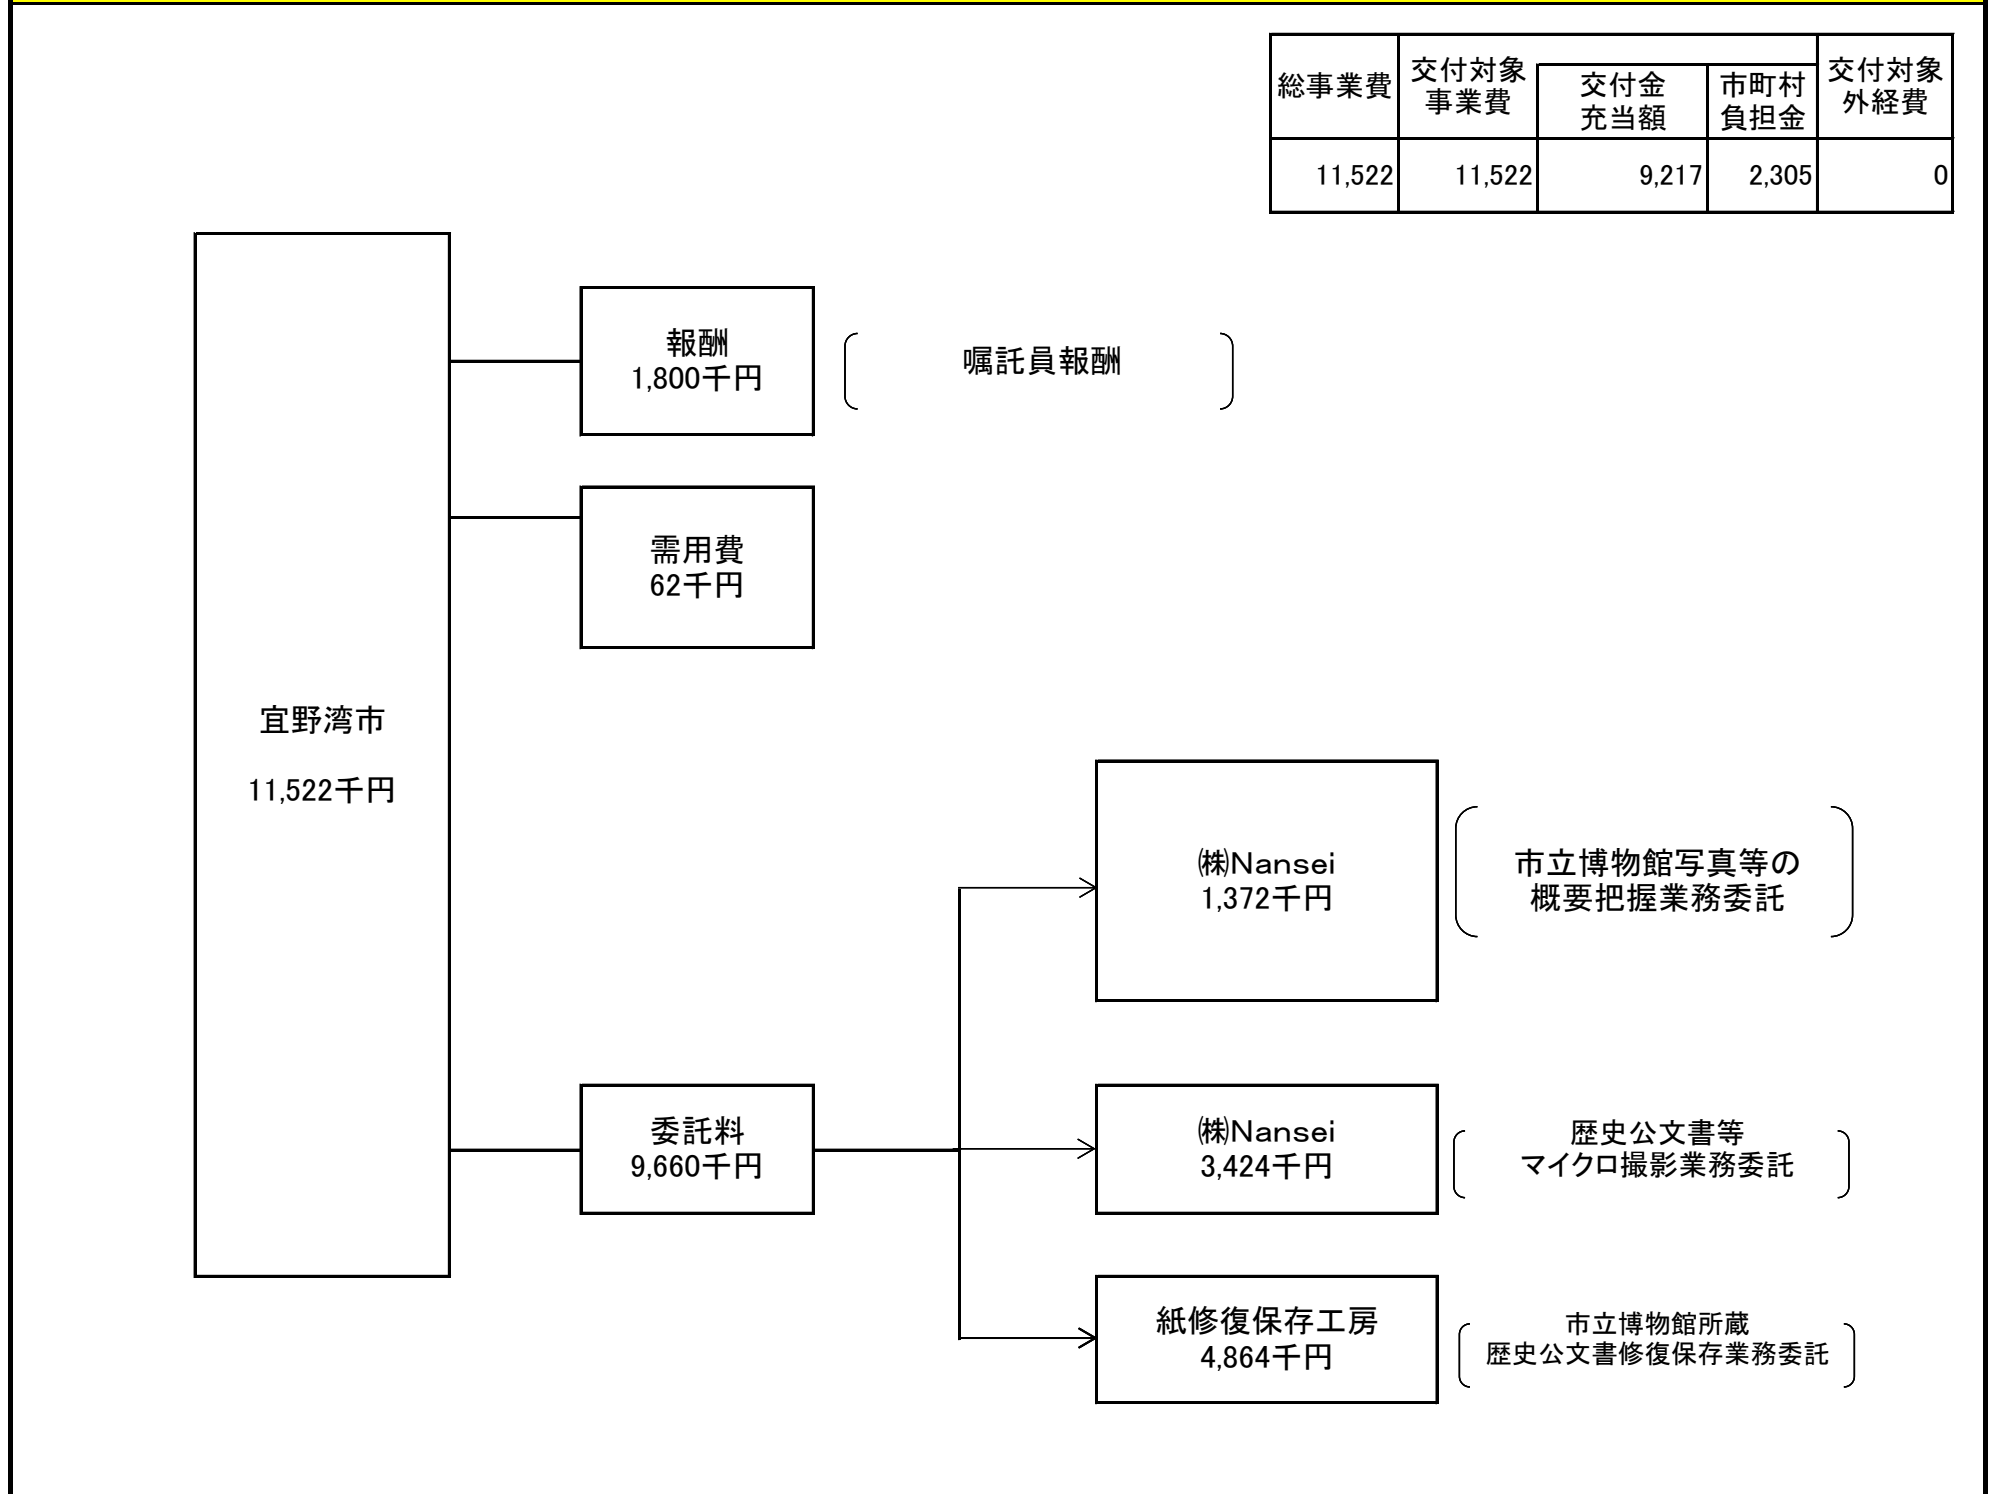 総事業費
交付対象
事業費
交付金
充当額
市町村
負担金
交付対象
外経費
11,522
11,522
9,217
2,305
0
報酬
1,800千円
嘱託員報酬
需用費
62千円
宜野湾市
11,522千円
㈱Nansei
1,372千円
市立博物館写真等の
概要把握業務委託
委託料
9,660千円
㈱Nansei
3,424千円
歴史公文書等
マイクロ撮影業務委託
紙修復保存工房
4,864千円
市立博物館所蔵
歴史公文書修復保存業務委託